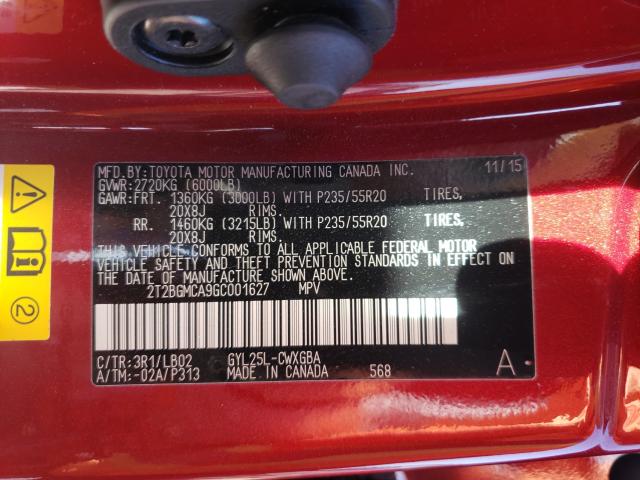 MFD.BY:TOYOTA MOTOR MANUFACTURING CANADA INC. 11/15
GVWR:2720KG (6000LB)
GAWR:FRT. 1360KG (3000LB) WITH P235/55R20 TIRES,
20X8J RIMS.
RR. 1460KG (3215LB) WITH P235/55R20 TIRES,
20X8J RIMS.
THIS VEHICLE CONFORMS TO ALL APPLICABLE FEDERAL MOTOR
VEHICLE SAFETY AND THEFT PREVENTION STANDARDS IN EFFECT ON
THE DATE OF MANUFACTURE SHOWN ABOVE.
2T2BGMCA9GC001627 MPV
C/TR:3R1/LB02 GYL25L-CWXGBA A
A/TM:-02A/P313 MADE IN CANADA 568
2